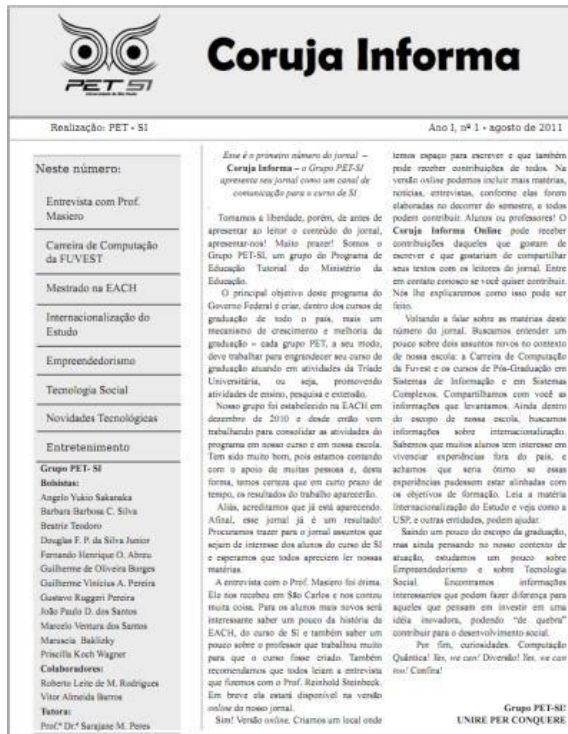 Coruja Informa
PET SI
Universidade de São Paulo
Realização: PET - SI
Ano I, nº 1 - agosto de 2011
Neste número:
Entrevista com Prof.
Masiero
Carreira de Computação
da FUVEST
Mestrado na EACH
Internacionalização do
Estudo
Empreendedorismo
Tecnologia Social
Novidades Tecnológicas
Entretenimento
Grupo PET- SI
Bolsistas:
Angelo Yukio Sakanaka
Barbara Barbosa C. Silva
Beatriz Teodoro
Douglas F. P. da Silva Junior
Fernando Henrique O. Abreu
Guilherme de Oliveira Borges
Guilherme Vinícius A. Pereira
Gustavo Ruggeri Pereira
João Paulo D. dos Santos
Marcelo Ventura dos Santos
Maruscia Baklizky
Priscilla Koch Wagner
Colaboradores:
Roberto Leite de M. Rodrigues
Vitor Almeida Barros
Tutora:
Prof.ª Dr.ª Sarajane M. Peres
Esse é o primeiro número do jornal –
Coruja Informa – o Grupo PET-SI
apresenta seu jornal como um canal de
comunicação para o curso de SI
Tomamos a liberdade, porém, de antes de
apresentar ao leitor o conteúdo do jornal,
apresentar-nos! Muito prazer! Somos o
Grupo PET-SI, um grupo do Programa de
Educação Tutorial do Ministério da
Educação.
O principal objetivo deste programa do
Governo Federal é criar, dentro dos cursos de
graduação de todo o país, mais um
mecanismo de crescimento e melhoria da
graduação – cada grupo PET, a seu modo,
deve trabalhar para engrandecer seu curso de
graduação atuando em atividades da Tríade
Universitária, ou seja, promovendo
atividades de ensino, pesquisa e extensão.
Nosso grupo foi estabelecido na EACH em
dezembro de 2010 e desde então vem
trabalhando para consolidar as atividades do
programa em nosso curso e em nossa escola.
Tem sido muito bom, pois estamos contando
com o apoio de muitas pessoas e, desta
forma, temos certeza que em curto prazo de
tempo, os resultados do trabalho aparecerão.
Aliás, acreditamos que já está aparecendo.
Afinal, esse jornal já é um resultado!
Procuramos trazer para o jornal assuntos que
sejam de interesse dos alunos do curso de SI
e esperamos que todos apreciem ler nossas
matérias.
A entrevista com o Prof. Masiero foi ótima.
Ele nos recebeu em São Carlos e nos contou
muita coisa. Para os alunos mais novos será
interessante saber um pouco da história da
EACH, do curso de SI e também saber um
pouco sobre o professor que trabalhou muito
para que o curso fosse criado. Também
recomendamos que todos leiam a entrevista
que fizemos com o Prof. Reinhold Steinbeck.
Em breve ela estará disponível na versão
online do nosso jornal.
Sim! Versão online. Criamos um local onde
temos espaço para escrever e que também
pode receber contribuições de todos. Na
versão online podemos incluir mais matérias,
notícias, entrevistas, conforme elas forem
elaboradas no decorrer do semestre, e todos
podem contribuir. Alunos ou professores! O
Coruja Informa Online pode receber
contribuições daqueles que gostam de
escrever e que gostariam de compartilhar
seus textos com os leitores do jornal. Entre
em contato conosco se você quiser contribuir.
Nós lhe explicaremos como isso pode ser
feito.
Voltando a falar sobre as matérias deste
número do jornal. Buscamos entender um
pouco sobre dois assuntos novos no contexto
de nossa escola: a Carreira de Computação
da Fuvest e os cursos de Pós-Graduação em
Sistemas de Informação e em Sistemas
Complexos. Compartilhamos com você as
informações que levantamos. Ainda dentro
do escopo de nossa escola, buscamos
informações sobre internacionalização.
Sabemos que muitos alunos tem interesse em
vivenciar experiências fora do país, e
achamos que seria ótimo se essas
experiências pudessem estar alinhadas com
os objetivos de formação. Leia a matéria
Internacionalização do Estudo e veja como a
USP, e outras entidades, podem ajudar.
Saindo um pouco do escopo da graduação,
mas ainda pensando no nosso contexto de
atuação, estudamos um pouco sobre
Empreendedorismo e sobre Tecnologia
Social. Encontramos informações
interessantes que podem fazer diferença para
aqueles que pensam em investir em uma
idéia inovadora, podendo “de quebra”
contribuir para o desenvolvimento social.
Por fim, curiosidades. Computação
Quântica! Yes, we can! Diversão! Yes, we can
too! Confira!
Grupo PET-SI!
UNIRE PER CONQUERE